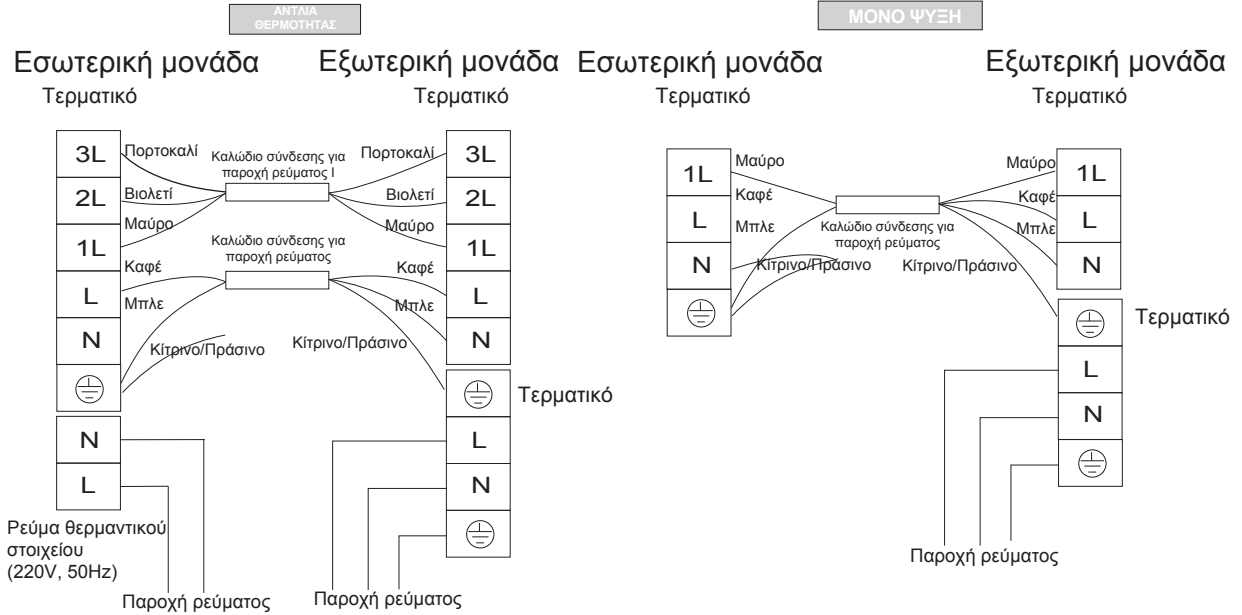 ΑΝΤΛΙΑ
ΘΕΡΜΟΤΗΤΑΣ
Εσωτερική μονάδα
Εξωτερική μονάδα
Τερματικό
Τερματικό
3L
Πορτοκαλί
Καλώδιο σύνδεσης για
παροχή ρεύματος I
Πορτοκαλί
3L
2L
Βιολετί
Βιολετί
2L
1L
Μαύρο
Μαύρο
1L
Καλώδιο σύνδεσης για
παροχή ρεύματος
L
Καφέ
Καφέ
L
Μπλε
Μπλε
N
Κίτρινο/Πράσινο
Κίτρινο/Πράσινο
N
Τερματικό
N
L
L
N
Ρεύμα θερμαντικού
στοιχείου
(220V, 50Hz)
Παροχή ρεύματος
Παροχή ρεύματος
ΜΟΝΟ ΨΥΞΗ
Εσωτερική μονάδα
Εξωτερική μονάδα
Τερματικό
Τερματικό
1L
Μαύρο
Μαύρο
1L
Καφέ
Καφέ
L
Μπλε
Καλώδιο σύνδεσης για
παροχή ρεύματος
Μπλε
L
N
Κίτρινο/Πράσινο
Κίτρινο/Πράσινο
N
Τερματικό
L
N
Παροχή ρεύματος